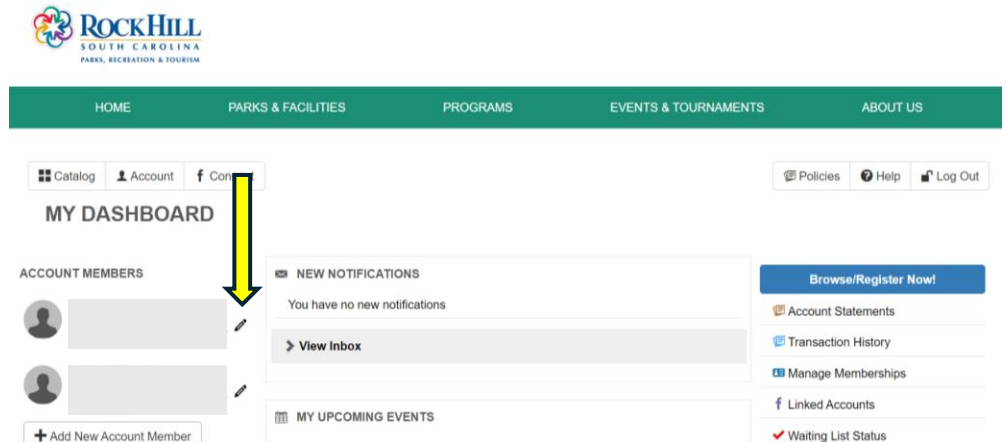 ROCKHILL
SOUTH CAROLINA
PARKS, RECREATION & TOURISM
HOME PARKS & FACILITIES PROGRAMS EVENTS & TOURNAMENTS ABOUT US
Catalog Account Policies Help Log Out
MY DASHBOARD
ACCOUNT MEMBERS
NEW NOTIFICATIONS
You have no new notifications
View Inbox
MY UPCOMING EVENTS
Add New Account Member
Browse/Register Now!
Account Statements
Transaction History
Manage Memberships
Linked Accounts
Waiting List Status